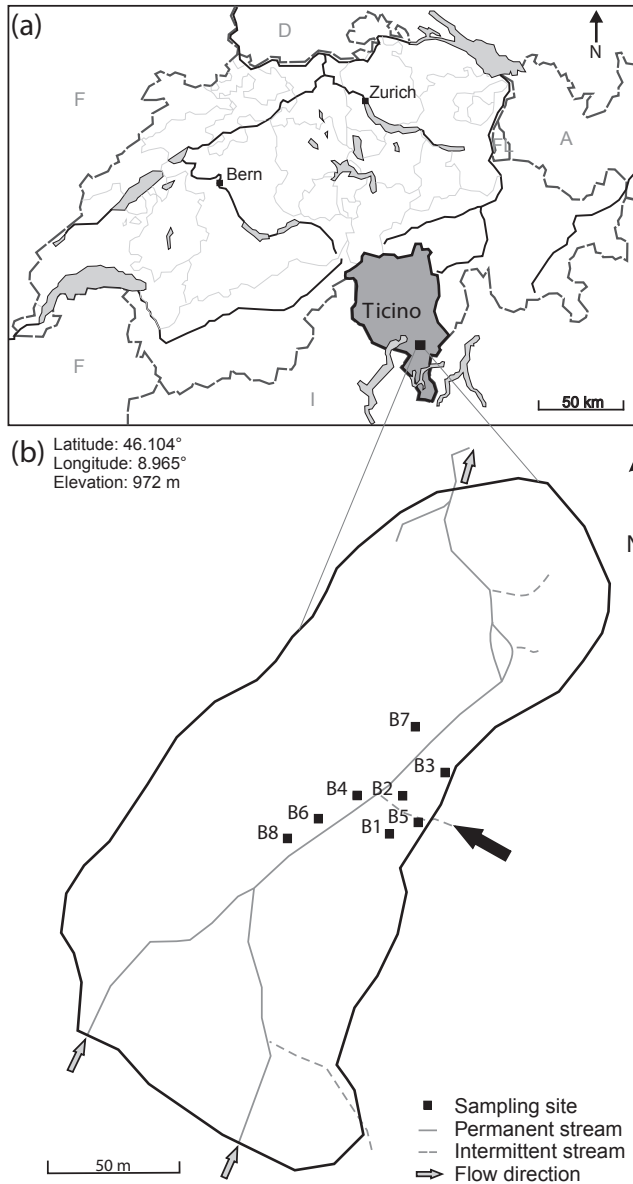 (a)
D
N
F
Zurich
A
FL
Bern
Ticino
F
I
50 km
(b)
Latitude: 46.104°
Longitude: 8.965°
Elevation: 972 m
N
B7
B3
B4
B2
B6
B5
B8
B1
Sampling site
Permanent stream
Intermittent stream
50 m
Flow direction